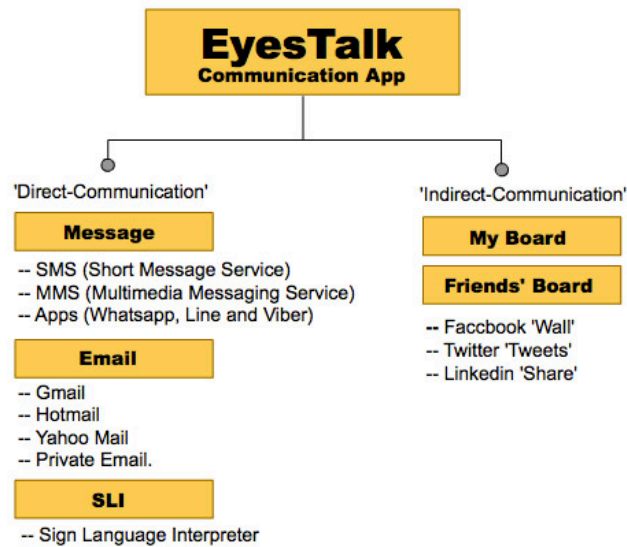 EyesTalk
Communication App
'Direct-Communication'
Message
-- SMS (Short Message Service)
-- MMS (Multimedia Messaging Service)
-- Apps (Whatsapp, Line and Viber)
Email
-- Gmail
-- Hotmail
-- Yahoo Mail
-- Private Email.
SLI
-- Sign Language Interpreter
'Indirect-Communication'
My Board
Friends' Board
-- Faccbook 'Wall'
-- Twitter 'Tweets'
-- Linkedin 'Share'